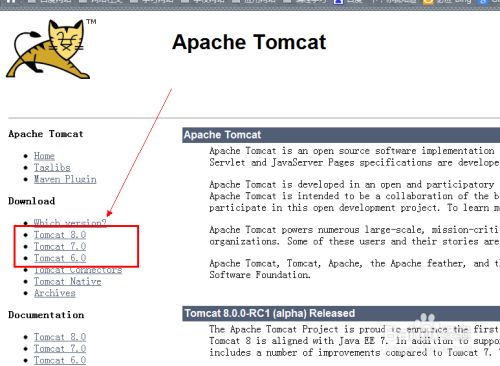 Apache Tomcat
Apache Tomcat
Home
Taglibs
Maven Plugin
Download
Which version?
Tomcat 8.0
Tomcat 7.0
Tomcat 6.0
Tomcat Connectors
Tomcat Native
Archives
Documentation
Tomcat 8.0
Tomcat 7.0
Tomcat 6.0
Apache Tomcat
Apache Tomcat is an open source software implementation
Servlet and JavaServer Pages specifications are develope
Apache Tomcat is developed in an open and participatory
Apache Tomcat is intended to be a collaboration of the b
participate in this open development project. To learn m
Apache Tomcat powers numerous large-scale, mission-criti
organizations. Some of these users and their stories are
Apache Tomcat, Tomcat, Apache, the Apache feather, and t
Software Foundation.
Tomcat 8.0.0-RC1 (alpha) Released
The Apache Tomcat Project is proud to announce the first
Tomcat 8 is aligned with Java EE 7. In addition to suppo
includes a number of improvements compared to Tomcat 7.